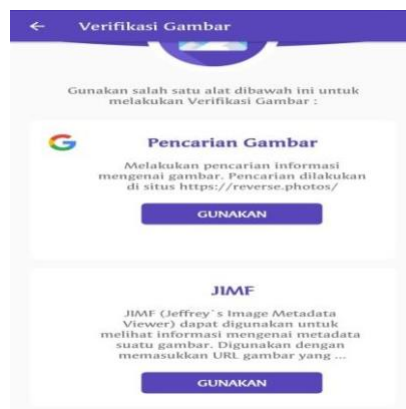 ← Verifikasi Gambar
Gunakan salah satu alat dibawah ini untuk
melakukan Verifikasi Gambar :
Pencarian Gambar
Melakukan pencarian informasi
mengenai gambar. Pencarian dilakukan
di situs https://reverse.photos/
GUNAKAN
JIMF
JIMF (Jeffrey`s Image Metadata
Viewer) dapat digunakan untuk
melihat informasi mengenai metadata
suatu gambar. Digunakan dengan
memasukkan URL gambar yang ...
GUNAKAN